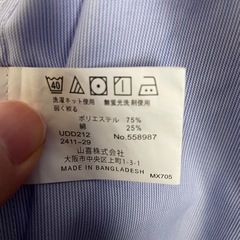 40
洗濯ネット使用 無蛍光洗剤使用
弱く絞る
ポリエステル 75%
綿 25%
UDD212 No.558987
2411-29
山喜株式会社
大阪市中央区上町1-3-1
MADE IN BANGLADESH MX705